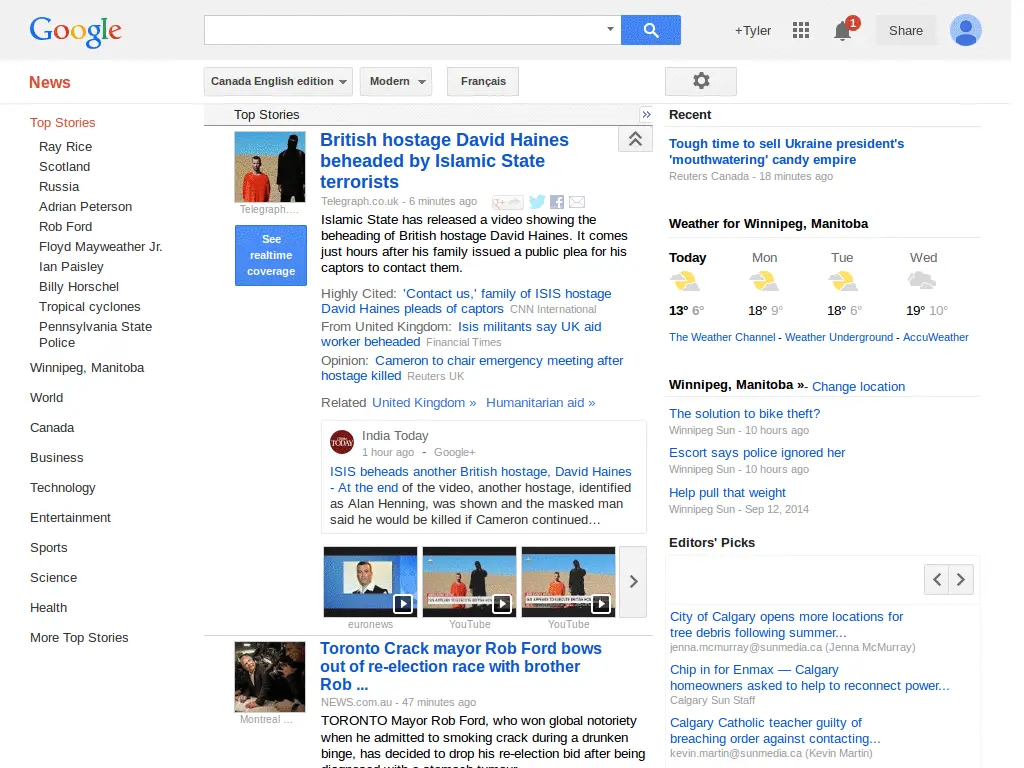 Google
+Tyler
1
Share
News
Canada English edition
Modern
Français
Top Stories
Ray Rice
Scotland
Russia
Adrian Peterson
Rob Ford
Floyd Mayweather Jr.
Ian Paisley
Billy Horschel
Tropical cyclones
Pennsylvania State
Police
Winnipeg, Manitoba
World
Canada
Business
Technology
Entertainment
Sports
Science
Health
More Top Stories
Top Stories
»
British hostage David Haines
beheaded by Islamic State
terrorists
Telegraph.co.uk - 6 minutes ago
Telegraph....
See
realtime
coverage
Islamic State has released a video showing the
beheading of British hostage David Haines. It comes
just hours after his family issued a public plea for his
captors to contact them.
Highly Cited: 'Contact us,' family of ISIS hostage
David Haines pleads of captors CNN International
From United Kingdom: Isis militants say UK aid
worker beheaded Financial Times
Opinion: Cameron to chair emergency meeting after
hostage killed Reuters UK
Related United Kingdom » Humanitarian aid »
TODAY
India Today
1 hour ago - Google+
ISIS beheads another British hostage, David Haines
- At the end of the video, another hostage, identified
as Alan Henning, was shown and the masked man
said he would be killed if Cameron continued…
euronews
YouTube
YouTube
Toronto Crack mayor Rob Ford bows
out of re-election race with brother
Rob ...
NEWS.com.au - 47 minutes ago
Montreal ...
TORONTO Mayor Rob Ford, who won global notoriety
when he admitted to smoking crack during a drunken
binge, has decided to drop his re-election bid after being
diagnosed with a stomach tumour
Recent
Tough time to sell Ukraine president's
'mouthwatering' candy empire
Reuters Canada - 18 minutes ago
Weather for Winnipeg, Manitoba
Today Mon Tue Wed
13° 6° 18° 9° 18° 6° 19° 10°
The Weather Channel - Weather Underground - AccuWeather
Winnipeg, Manitoba »- Change location
The solution to bike theft?
Winnipeg Sun - 10 hours ago
Escort says police ignored her
Winnipeg Sun - 10 hours ago
Help pull that weight
Winnipeg Sun - Sep 12, 2014
Editors' Picks
City of Calgary opens more locations for
tree debris following summer...
jenna.mcmurray@sunmedia.ca (Jenna McMurray)
Chip in for Enmax — Calgary
homeowners asked to help to reconnect power...
Calgary Sun Staff
Calgary Catholic teacher guilty of
breaching order against contacting...
kevin.martin@sunmedia.ca (Kevin Martin)